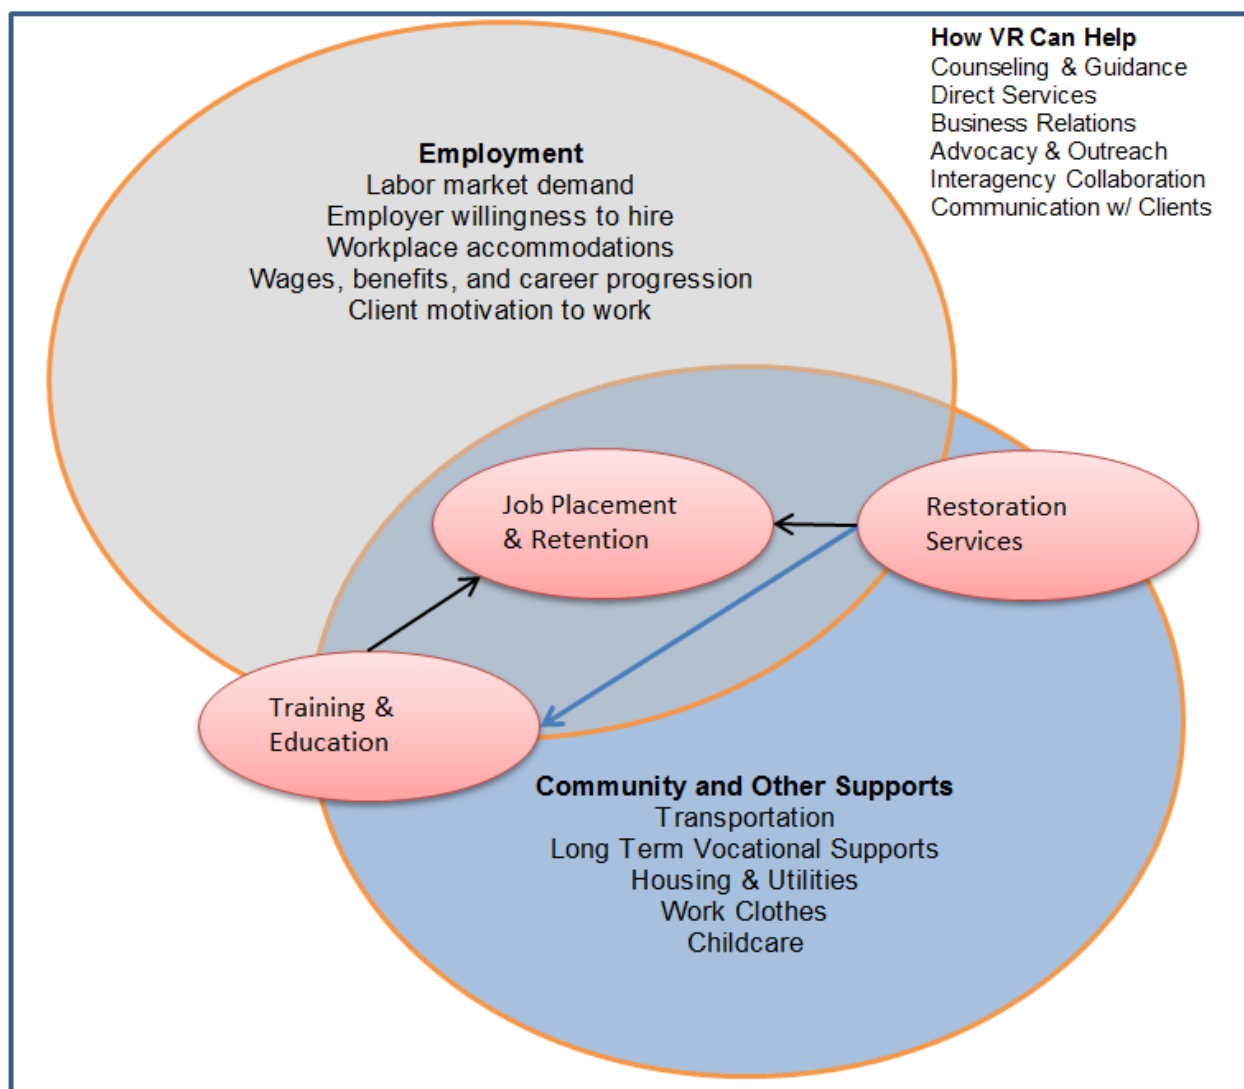 How VR Can Help
Counseling & Guidance
Direct Services
Business Relations
Advocacy & Outreach
Interagency Collaboration
Communication w/ Clients
Employment
Labor market demand
Employer willingness to hire
Workplace accommodations
Wages, benefits, and career progression
Client motivation to work
Job Placement
& Retention
Restoration
Services
Training &
Education
Community and Other Supports
Transportation
Long Term Vocational Supports
Housing & Utilities
Work Clothes
Childcare